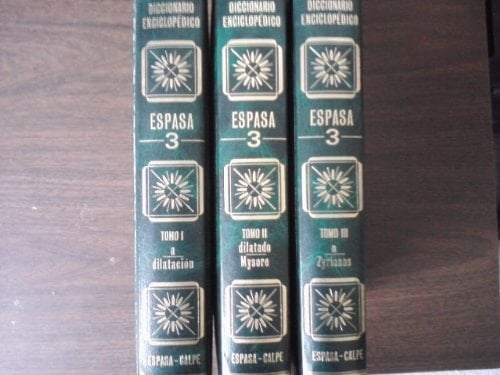 DICCIONARIO
ENCICLOPÉDICO
ESPASA
3
TOMO I
a
dilatación
ESPASA-CALPE
DICCIONARIO
ENCICLOPÉDICO
ESPASA
3
TOMO II
dilatado
Mysore
ESPASA-CALPE
DICCIONARIO
ENCICLOPÉDICO
ESPASA
3
TOMO III
n
Zyrianos
ESPASA-CALPE